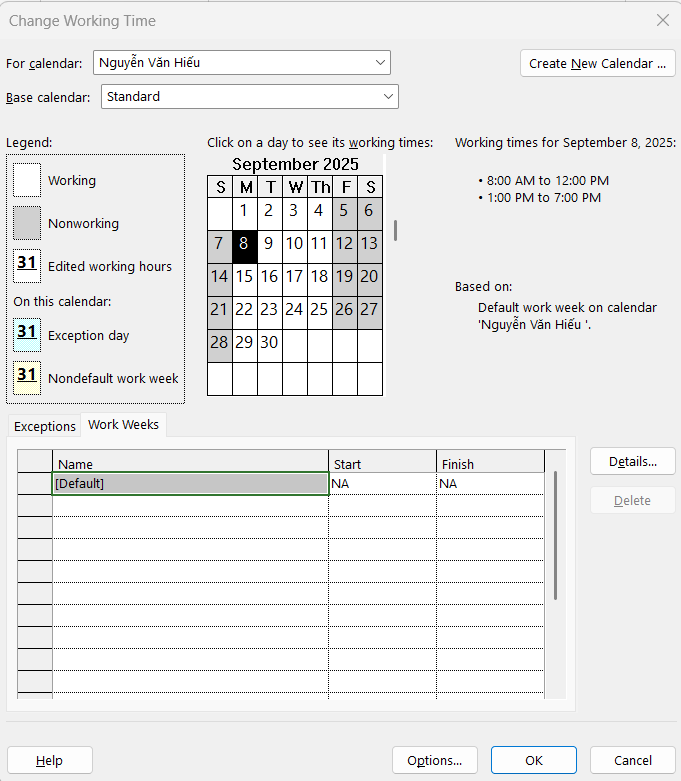 Change Working Time
For calendar: Nguyễn Văn Hiếu Create New Calendar ...
Base calendar: Standard
Legend:
Working
Nonworking
31 Edited working hours
On this calendar:
31 Exception day
31 Nondefault work week
Click on a day to see its working times:
September 2025
S M T W Th F S
1 2 3 4 5 6
7 8 9 10 11 12 13
14 15 16 17 18 19 20
21 22 23 24 25 26 27
28 29 30
Working times for September 8, 2025:
• 8:00 AM to 12:00 PM
• 1:00 PM to 7:00 PM
Based on:
Default work week on calendar
'Nguyễn Văn Hiếu '.
Exceptions Work Weeks
Name Start Finish
[Default] NA NA
Details...
Delete
Help Options... OK Cancel